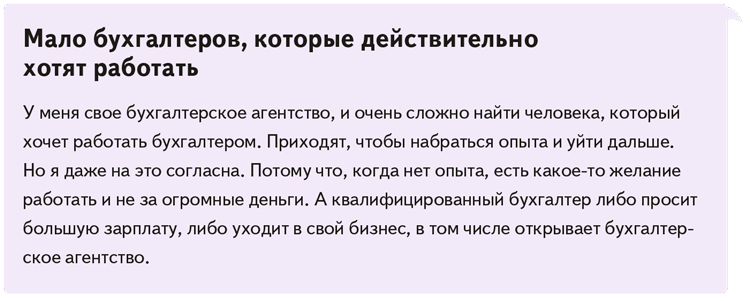 Мало бухгалтеров, которые действительно
хотят работать
У меня свое бухгалтерское агентство, и очень сложно найти человека, который
хочет работать бухгалтером. Приходят, чтобы набраться опыта и уйти дальше.
Но я даже на это согласна. Потому что, когда нет опыта, есть какое-то желание
работать и не за огромные деньги. А квалифицированный бухгалтер либо просит
большую зарплату, либо уходит в свой бизнес, в том числе открывает бухгалтер-
ское агентство.